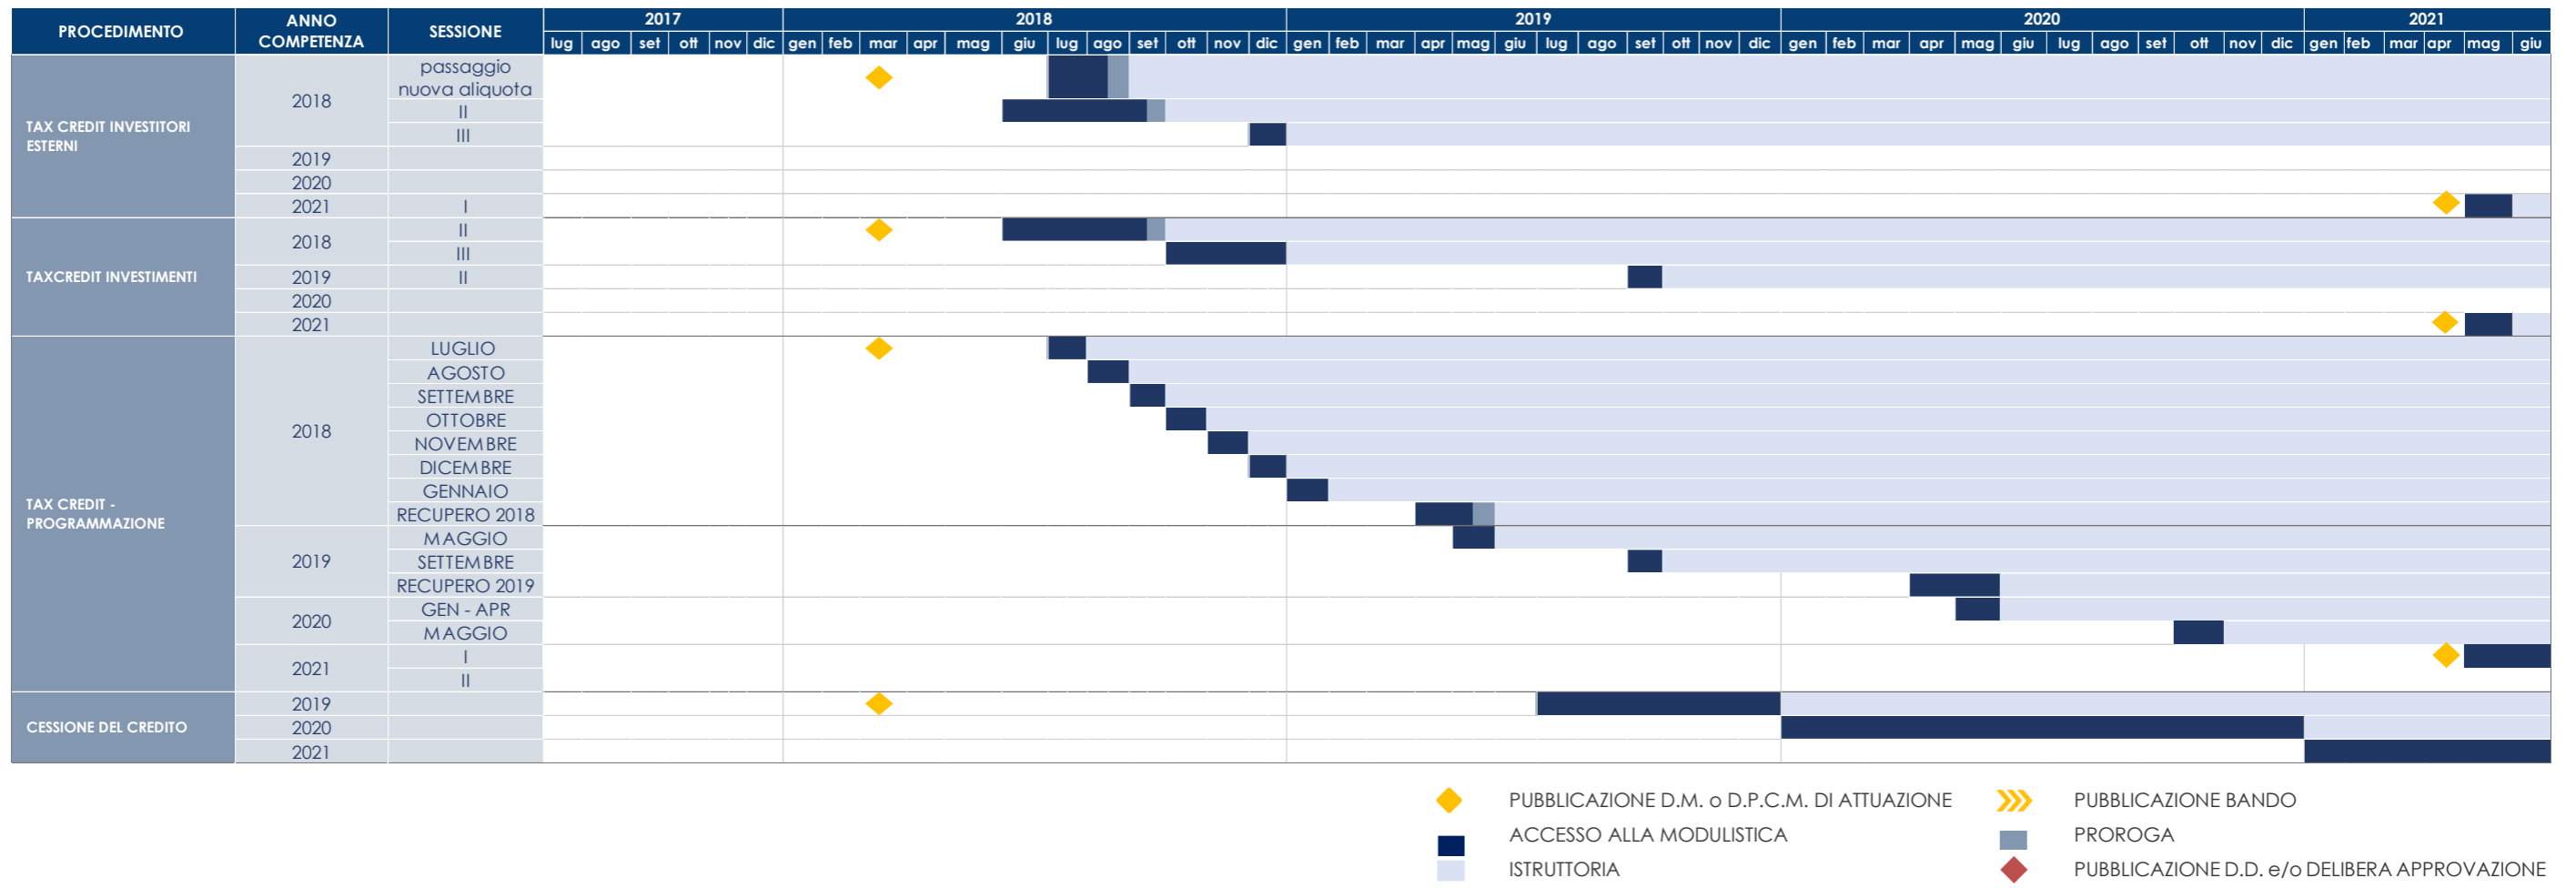 PROCEDIMENTO
ANNO
COMPETENZA
SESSIONE
2017 2018 2019 2020 2021
lug ago set ott nov dic gen feb mar apr mag giu lug ago set ott nov dic gen feb mar apr mag giu lug ago set ott nov dic gen feb mar apr mag giu lug ago set ott nov dic gen feb mar apr mag giu
TAX CREDIT INVESTITORI
ESTERNI
2018
passaggio
nuova aliquota
II
III
2019
2020
2021 I
TAXCREDIT INVESTIMENTI
2018
II
III
2019 II
2020
2021
TAX CREDIT -
PROGRAMMAZIONE
2018
LUGLIO
AGOSTO
SETTEMBRE
OTTOBRE
NOVEMBRE
DICEMBRE
GENNAIO
RECUPERO 2018
2019
MAGGIO
SETTEMBRE
RECUPERO 2019
2020
GEN - APR
MAGGIO
2021
I
II
CESSIONE DEL CREDITO
2019
2020
2021
PUBBLICAZIONE D.M. o D.P.C.M. DI ATTUAZIONE
PUBBLICAZIONE BANDO
ACCESSO ALLA MODULISTICA
PROROGA
ISTRUTTORIA
PUBBLICAZIONE D.D. e/o DELIBERA APPROVAZIONE